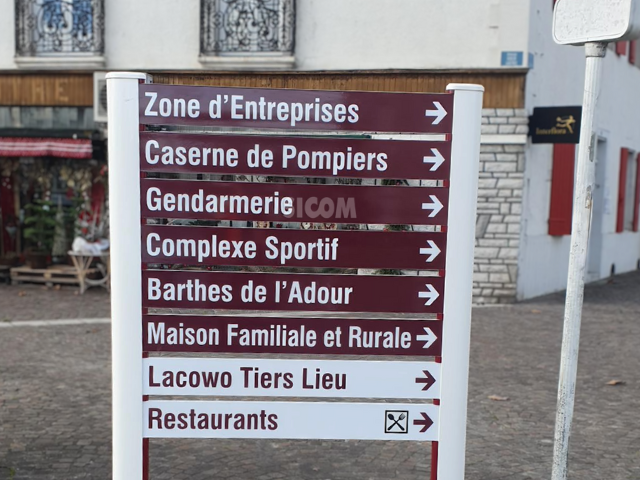 Zone d'Entreprises
Caserne de Pompiers
Gendarmerie
Complexe Sportif
Barthes de l'Adour
Maison Familiale et Rurale
Lacowo Tiers Lieu
Restaurants
Interflora